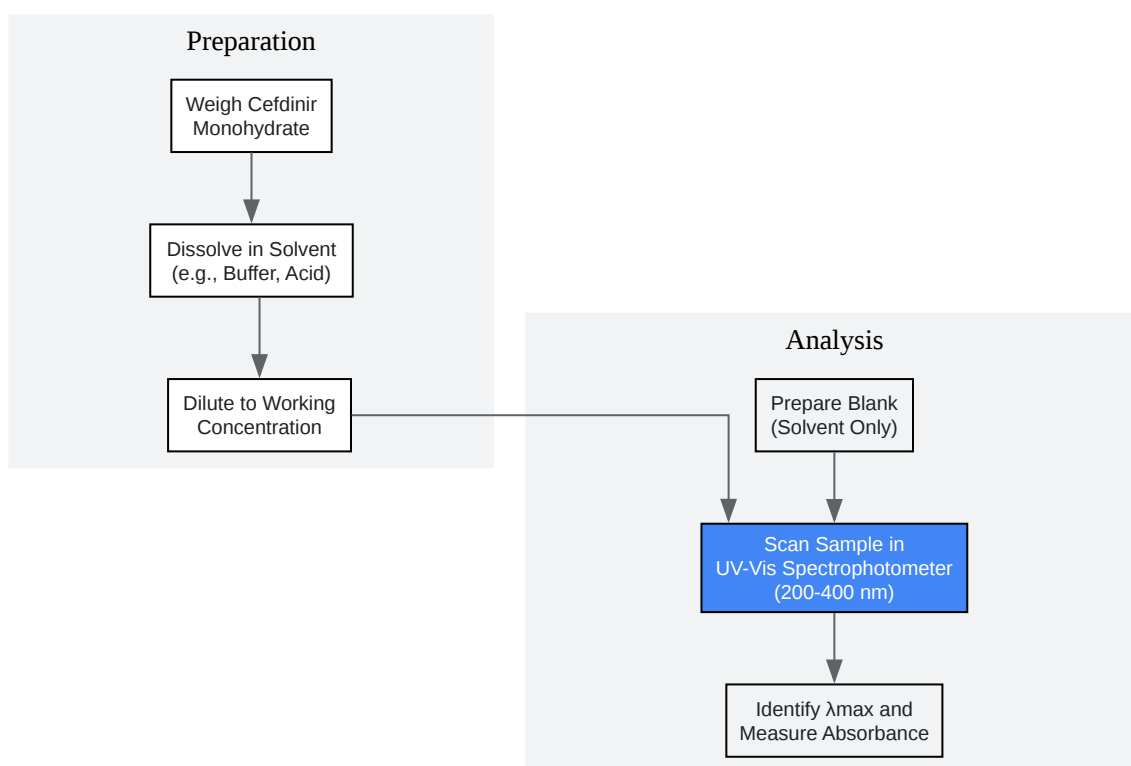 Preparation
Weigh Cefdinir
Monohydrate
Dissolve in Solvent
(e.g., Buffer, Acid)
Dilute to Working
Concentration
Analysis
Prepare Blank
(Solvent Only)
Scan Sample in
UV-Vis Spectrophotometer
(200-400 nm)
Identify λmax and
Measure Absorbance